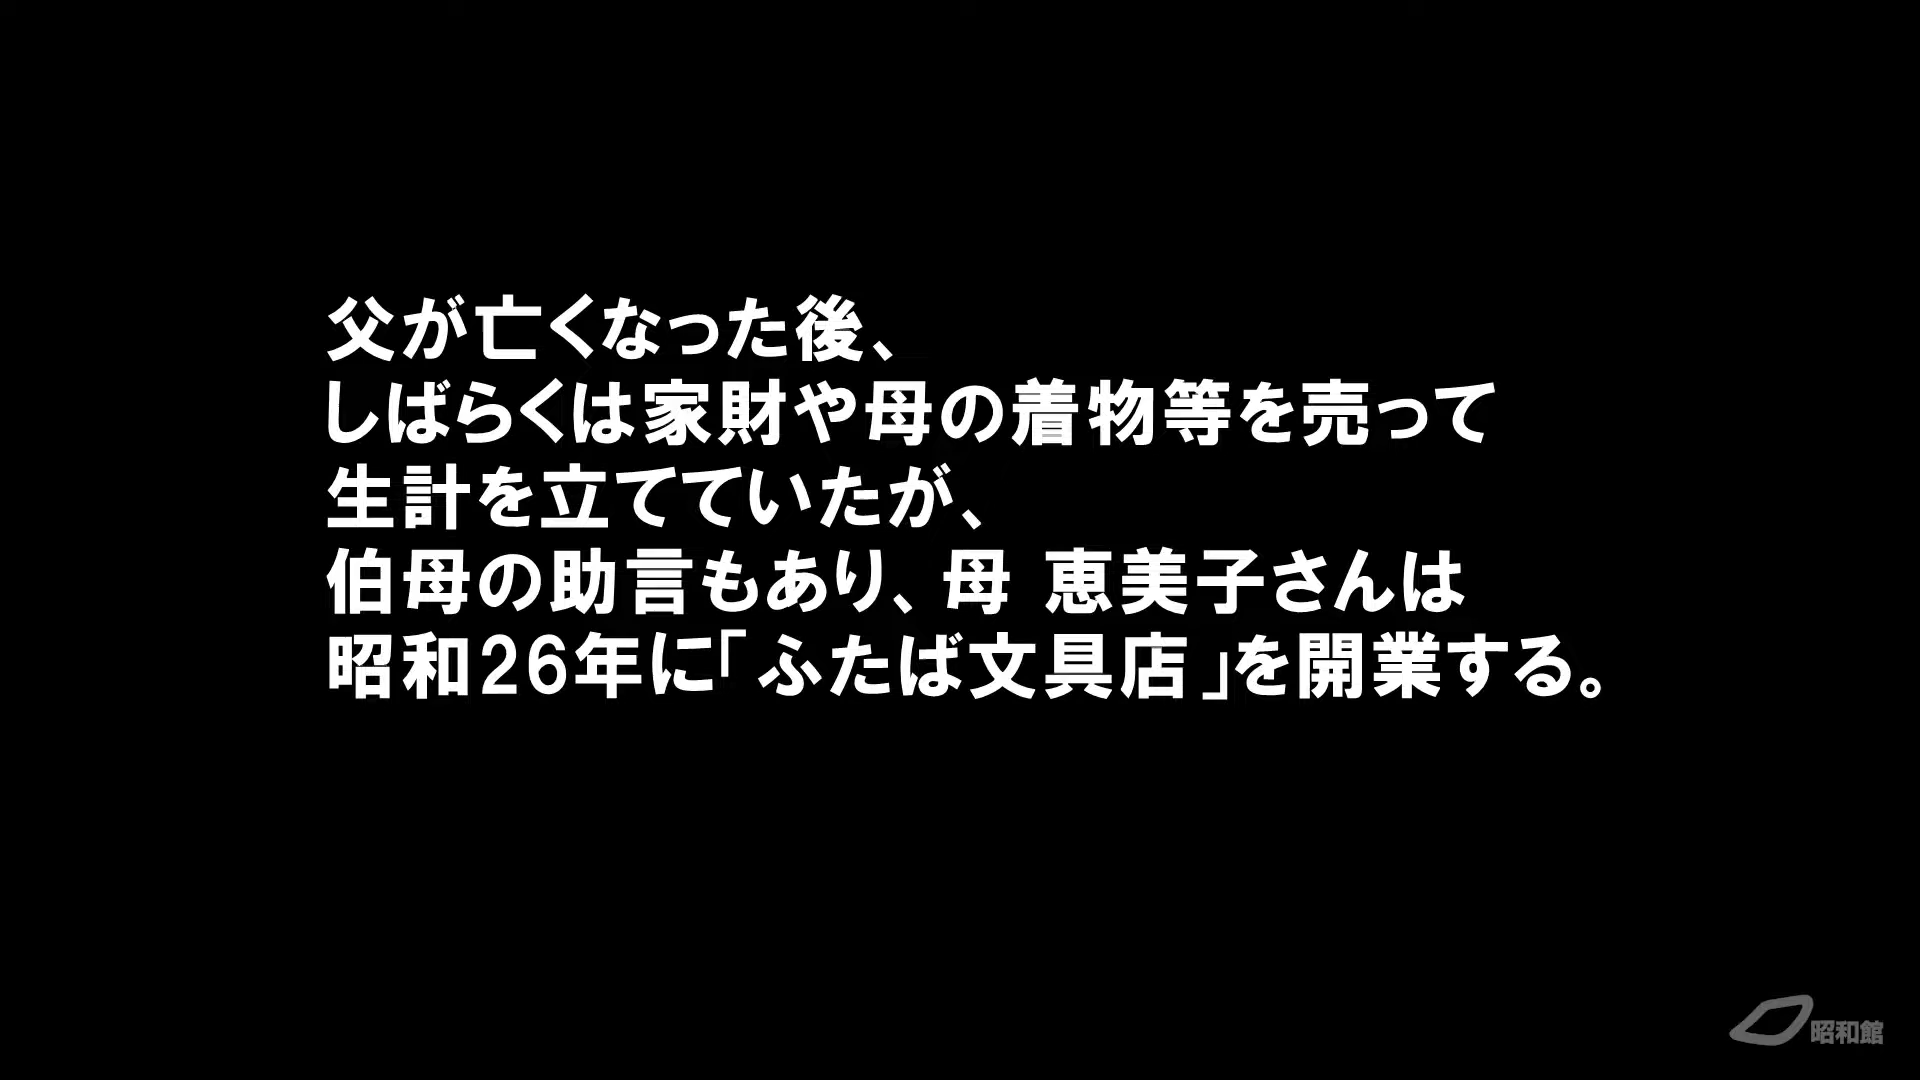 父が亡くなった後、
しばらくは家財や母の着物等を売って
生計を立てていたが、
伯母の助言もあり、母 恵美子さんは
昭和26年に「ふたば文具店」を開業する。
昭和館